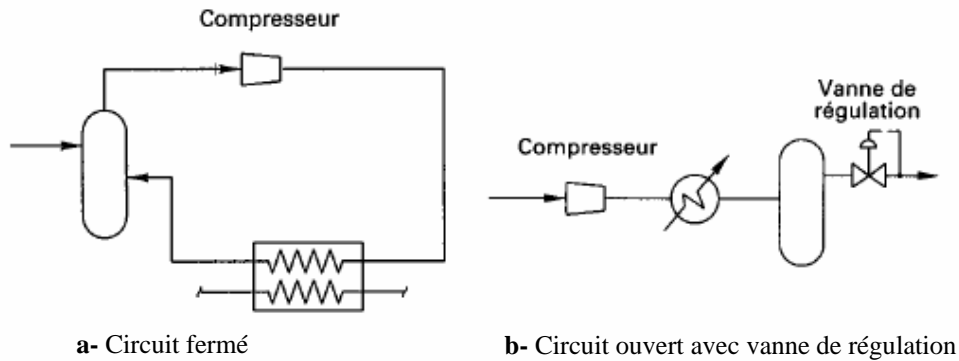 Compresseur
Compresseur
Vanne de
régulation
a- Circuit fermé
b- Circuit ouvert avec vanne de régulation